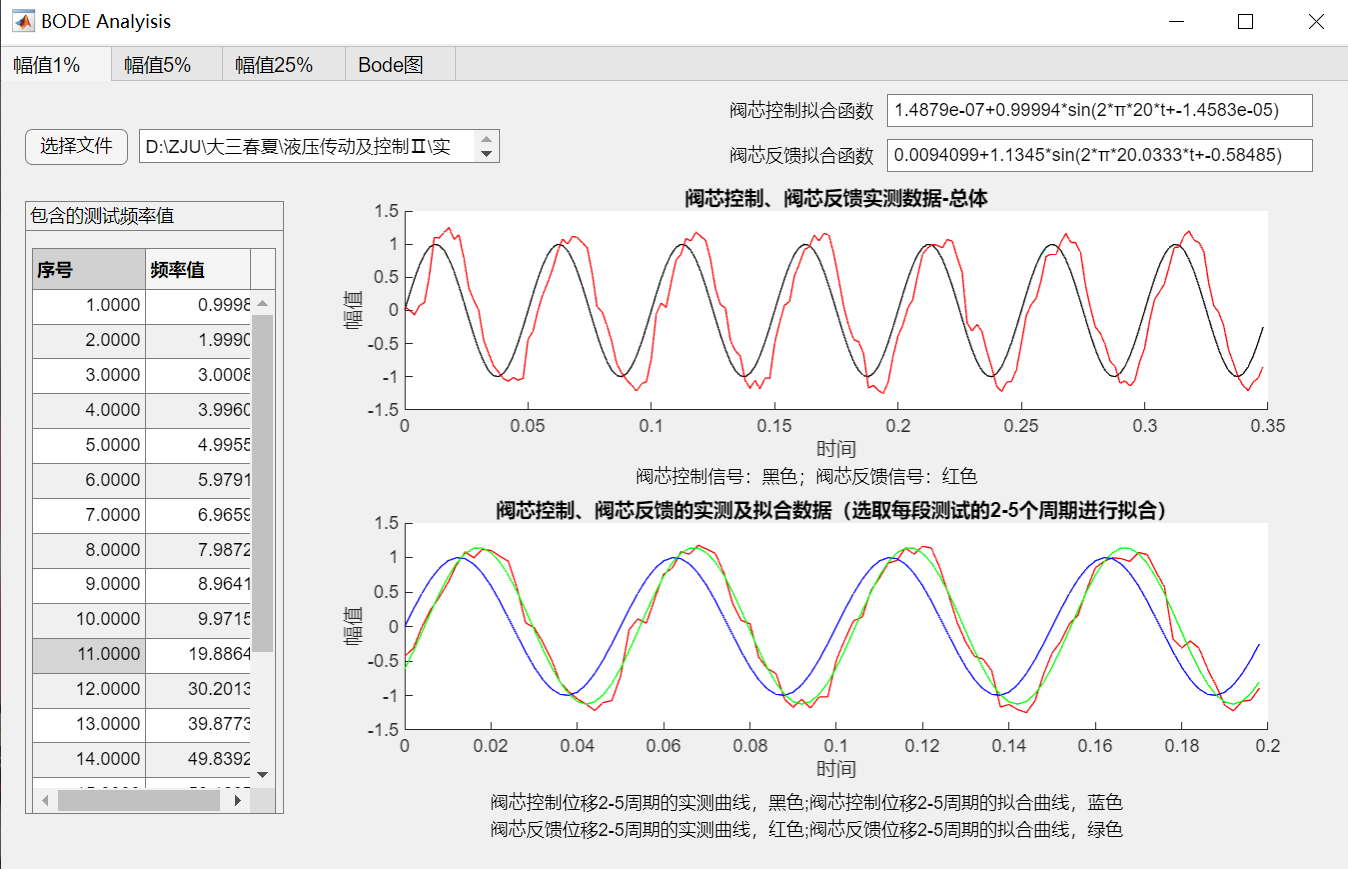 BODE Analyisis
幅值1% 幅值5% 幅值25% Bode图
阀芯控制拟合函数 1.4879e-07+0.99994*sin(2*π*20*t+-1.4583e-05)
选择文件 D:\ZJU\大三春夏\液压传动及控制Ⅱ\实
阀芯反馈拟合函数 0.0094099+1.1345*sin(2*π*20.0333*t+-0.58485)
包含的测试频率值
序号 频率值
1.0000 0.9998
2.0000 1.9990
3.0000 3.0008
4.0000 3.9960
5.0000 4.9955
6.0000 5.9791
7.0000 6.9659
8.0000 7.9872
9.0000 8.9641
10.0000 9.9715
11.0000 19.8864
12.0000 30.2013
13.0000 39.8773
14.0000 49.8392
阀芯控制、阀芯反馈实测数据-总体
幅值
1.5
1
0.5
0
-0.5
-1
-1.5
0 0.05 0.1 0.15 0.2 0.25 0.3 0.35
时间
阀芯控制信号：黑色；阀芯反馈信号：红色
阀芯控制、阀芯反馈的实测及拟合数据（选取每段测试的2-5个周期进行拟合）
幅值
1.5
1
0.5
0
-0.5
-1
-1.5
0 0.02 0.04 0.06 0.08 0.1 0.12 0.14 0.16 0.18 0.2
时间
阀芯控制位移2-5周期的实测曲线，黑色;阀芯控制位移2-5周期的拟合曲线，蓝色
阀芯反馈位移2-5周期的实测曲线，红色;阀芯反馈位移2-5周期的拟合曲线，绿色